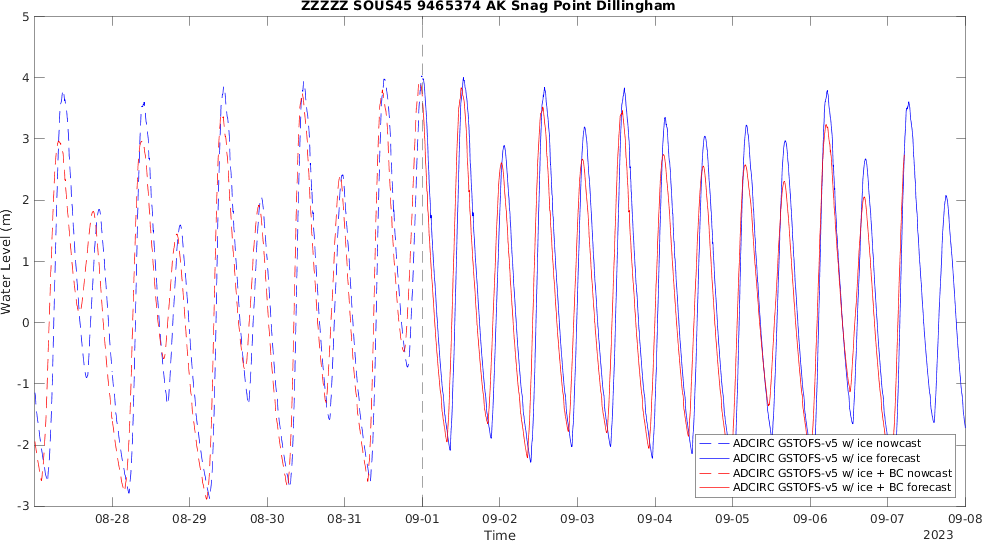 ZZZZZ SOUS45 9465374 AK Snag Point Dillingham
5
4
3
2
1
0
-1
-2
-3
Water Level (m)
08-28 08-29 08-30 08-31 09-01 09-02 09-03 09-04 09-05 09-06 09-07 09-08
Time
2023
ADCIRC GSTOFS-v5 w/ ice nowcast
ADCIRC GSTOFS-v5 w/ ice forecast
ADCIRC GSTOFS-v5 w/ ice + BC nowcast
ADCIRC GSTOFS-v5 w/ ice + BC forecast